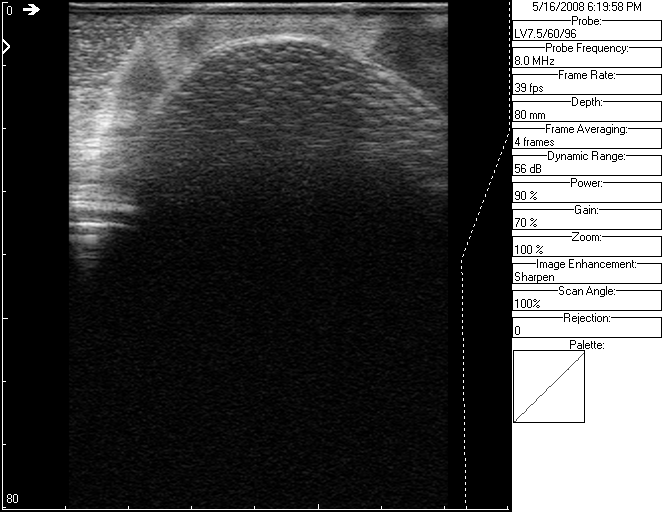 0
80
5/16/2008 6:19:58 PM
Probe:
LV7.5/60/96
Probe Frequency:
8.0 MHz
Frame Rate:
39 fps
Depth:
80 mm
Frame Averaging:
4 frames
Dynamic Range:
56 dB
Power:
90 %
Gain:
70 %
Zoom:
100 %
Image Enhancement:
Sharpen
Scan Angle:
100%
Rejection:
0
Palette: